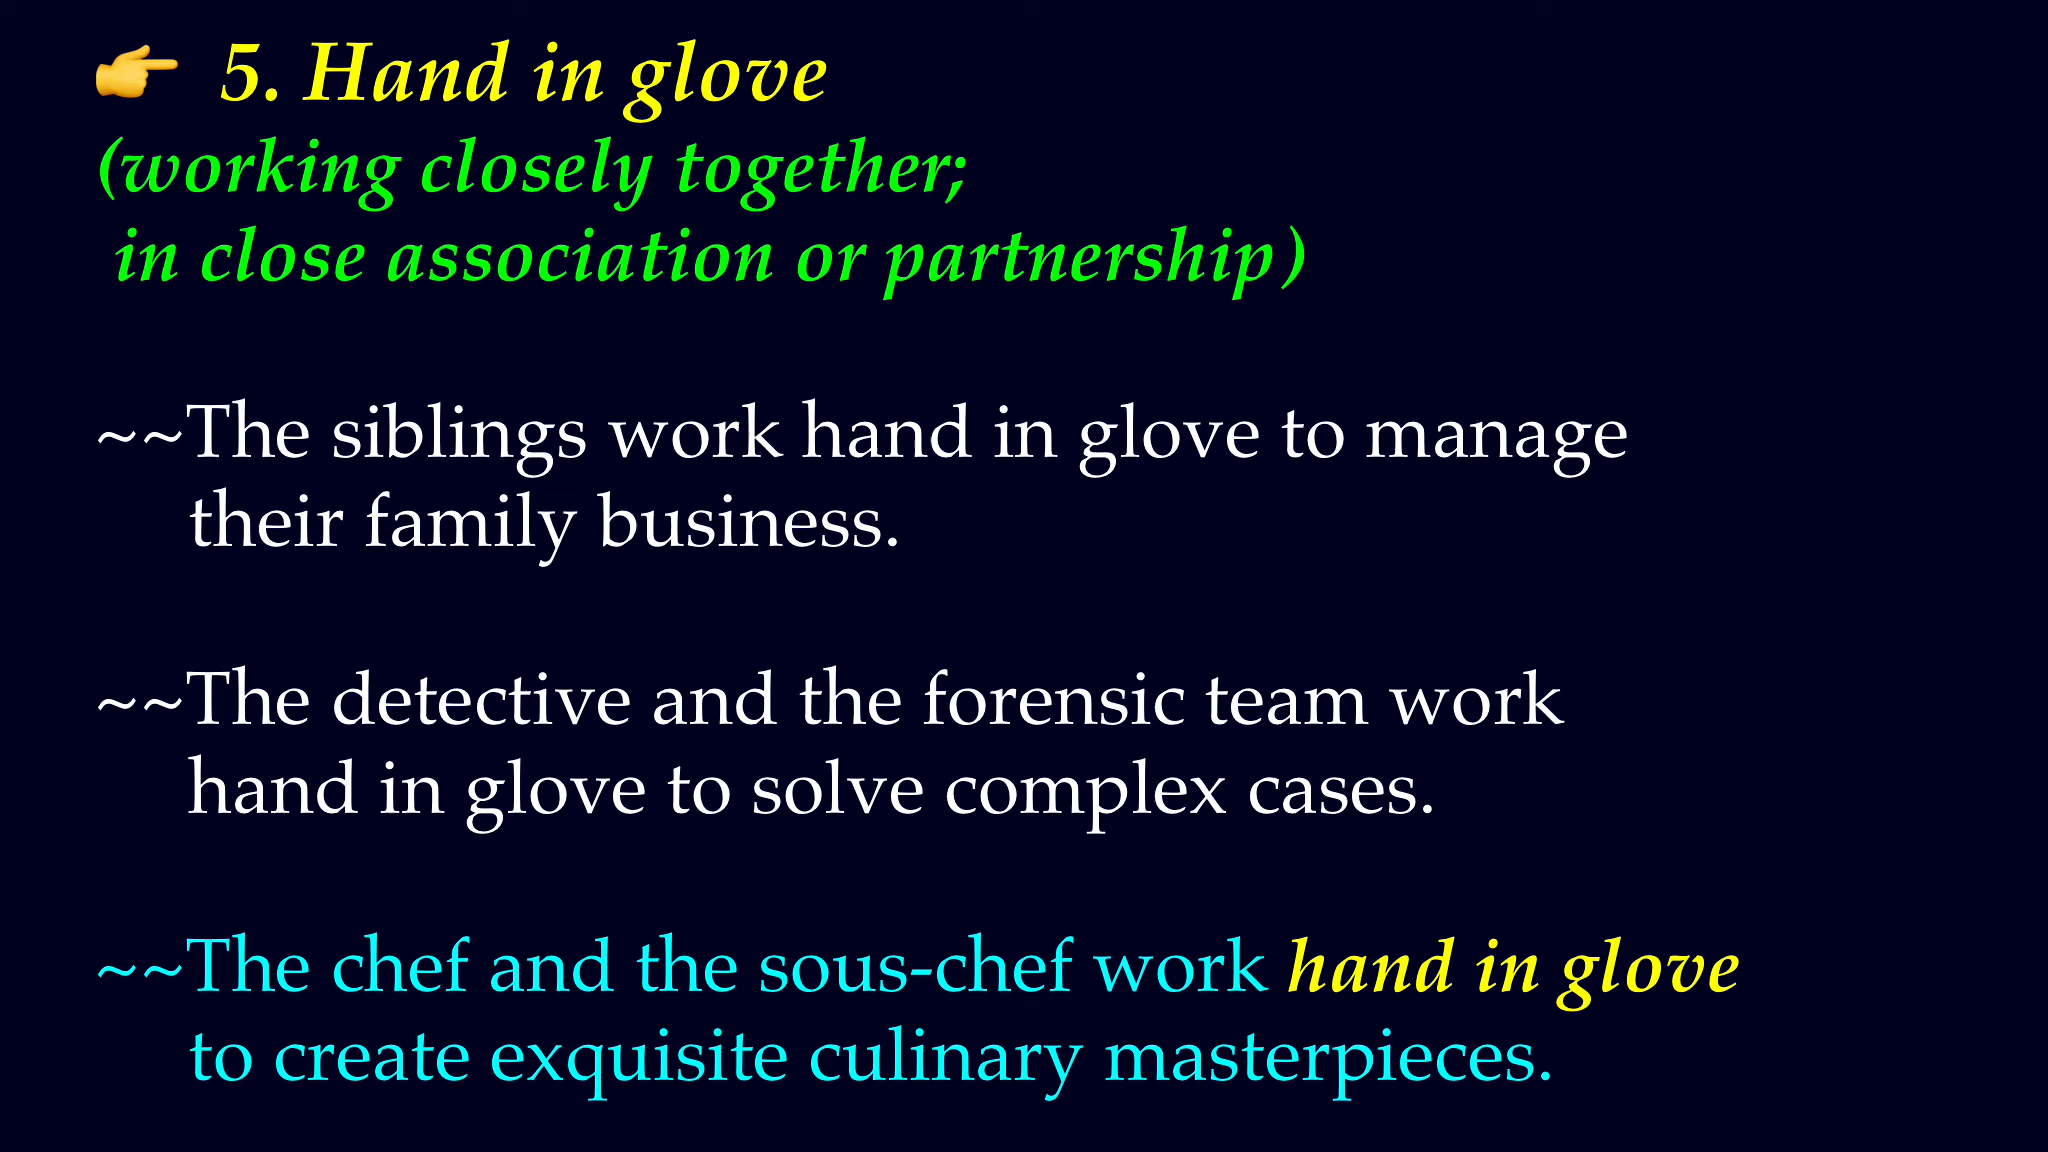 👉 5. Hand in glove
(working closely together;
in close association or partnership)
~~The siblings work hand in glove to manage
their family business.
~~The detective and the forensic team work
hand in glove to solve complex cases.
~~The chef and the sous-chef work hand in glove
to create exquisite culinary masterpieces.